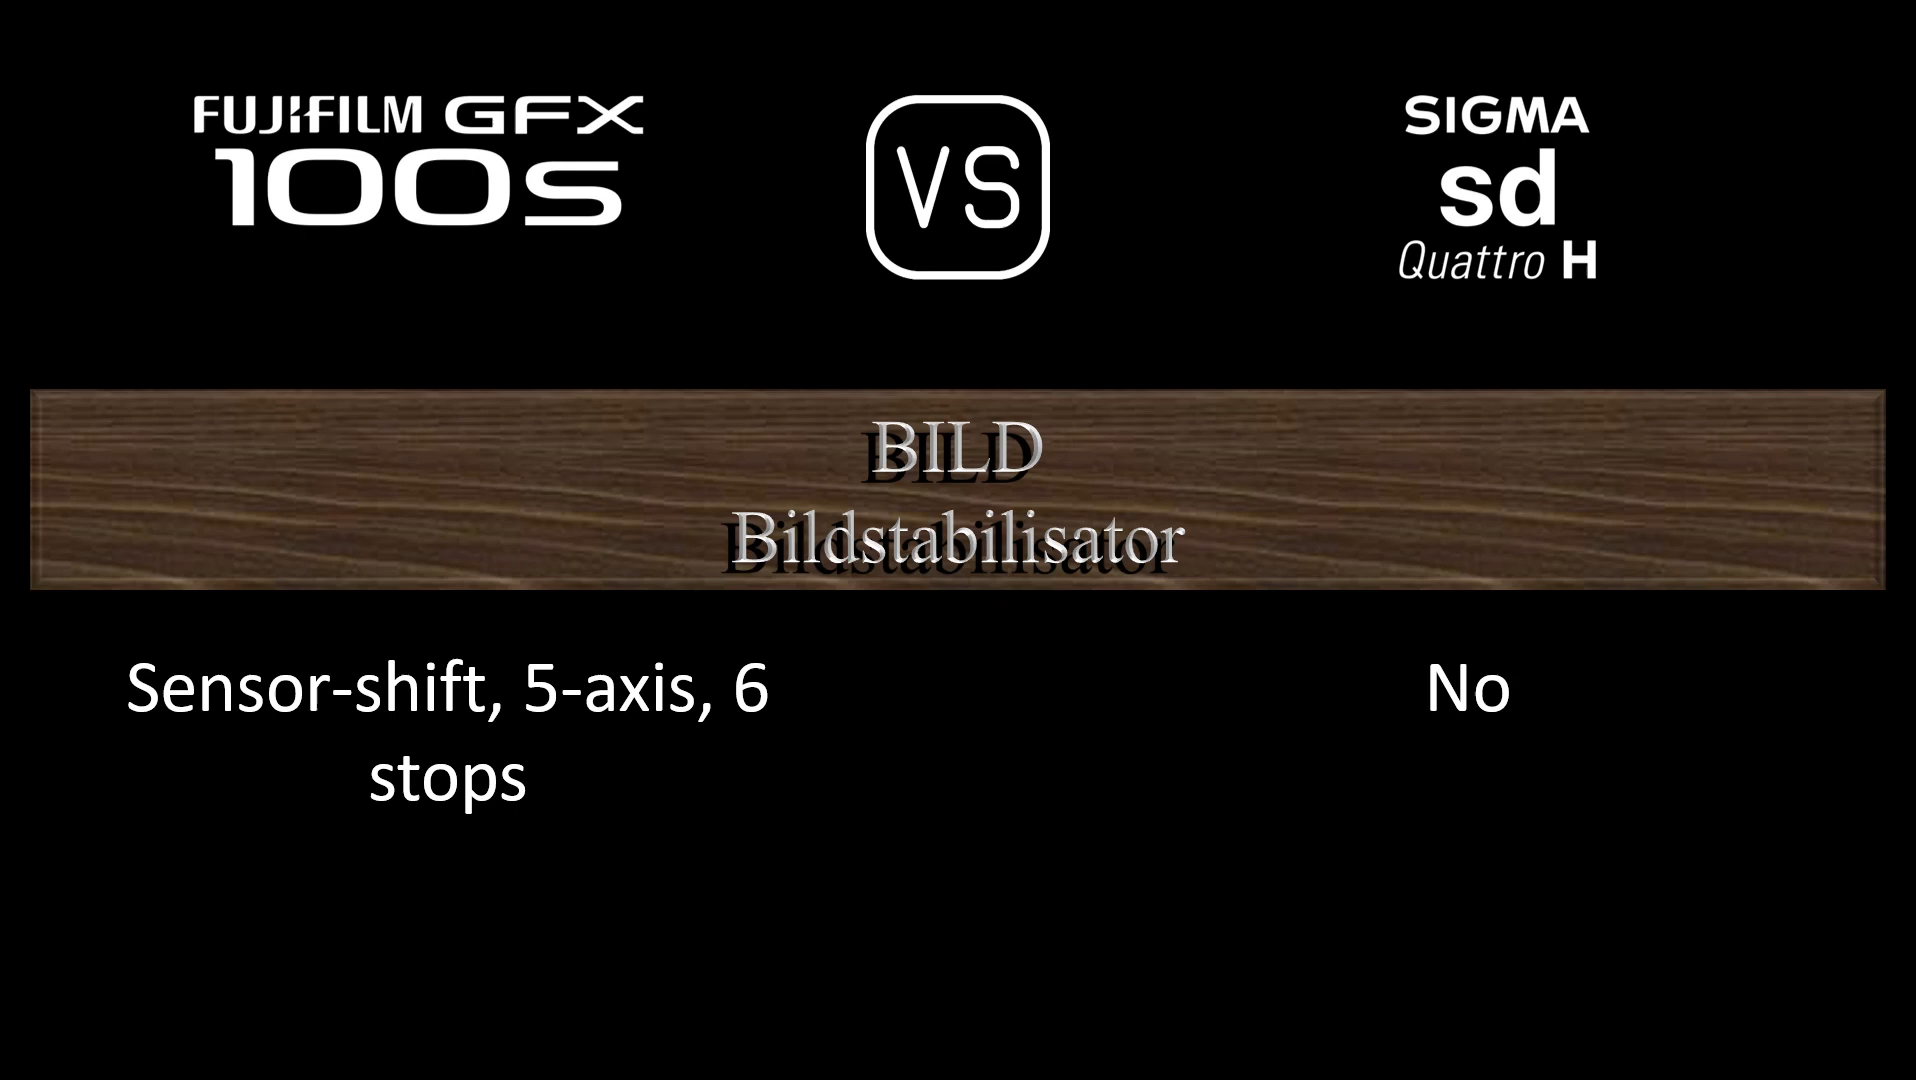 FUJIFILM GFX
100S
VS
SIGMA
sd
Quattro H
BILD
Bildstabilisator
Sensor-shift, 5-axis, 6
stops
No